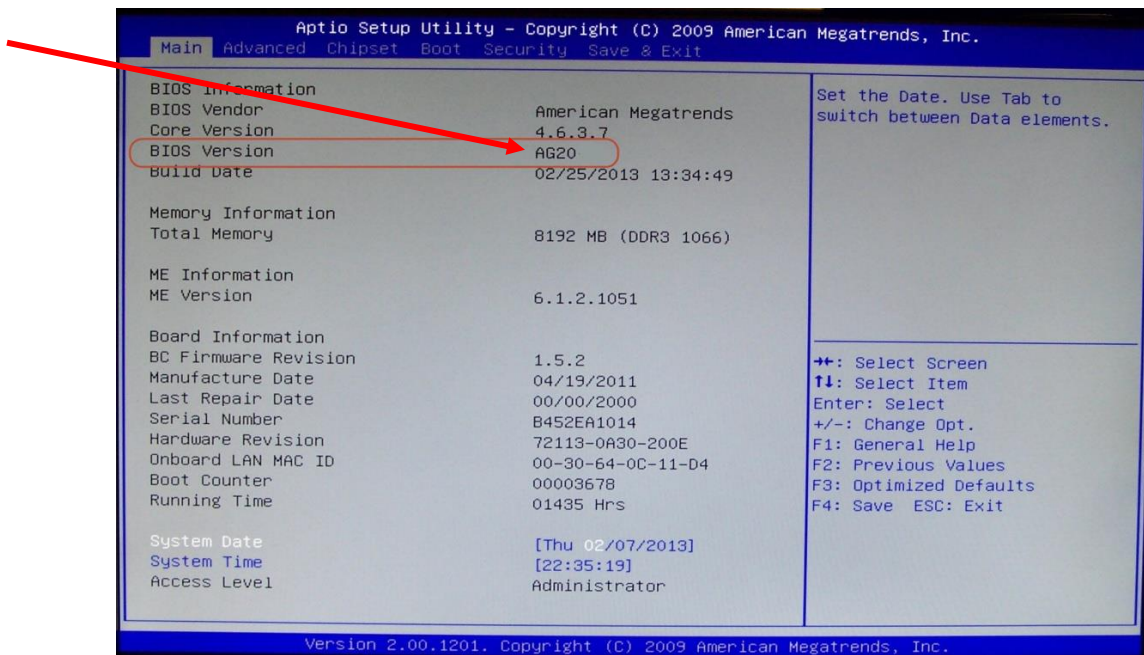 Aptio Setup Utility – Copyright (C) 2009 American Megatrends, Inc.
Main Advanced Chipset Boot Security Save & Exit
BIOS Information
BIOS Vendor American Megatrends
Core Version 4.6.3.7
BIOS Version AG20
Build Date 02/25/2013 13:34:49
Memory Information
Total Memory 8192 MB (DDR3 1066)
ME Information
ME Version 6.1.2.1051
Board Information
BC Firmware Revision 1.5.2
Manufacture Date 04/19/2011
Last Repair Date 00/00/2000
Serial Number B452EA1014
Hardware Revision 72113-0A30-200E
Onboard LAN MAC ID 00-30-64-0C-11-D4
Boot Counter 00003678
Running Time 01435 Hrs
System Date [Thu 02/07/2013]
System Time [22:35:19]
Access Level Administrator
Set the Date. Use Tab to
switch between Data elements.
→←: Select Screen
↑↓: Select Item
Enter: Select
+/-: Change Opt.
F1: General Help
F2: Previous Values
F3: Optimized Defaults
F4: Save ESC: Exit
Version 2.00.1201. Copyright (C) 2009 American Megatrends, Inc.